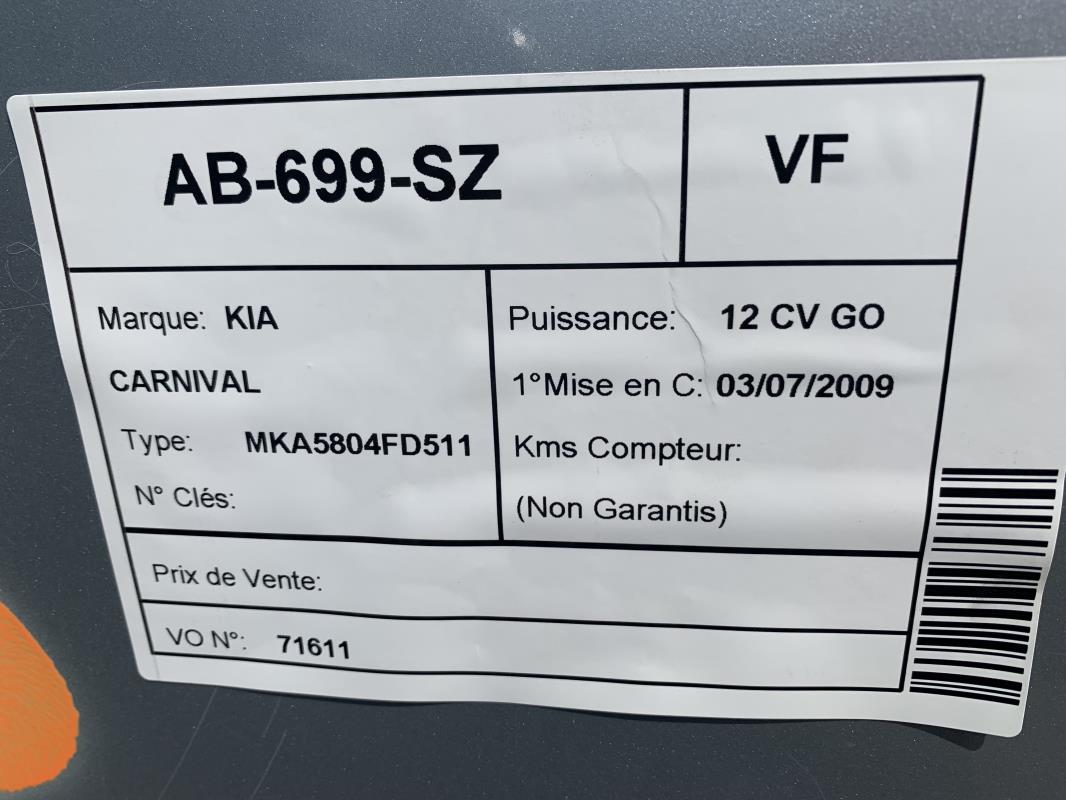 AB-699-SZ
VF
Marque: KIA
CARNIVAL
Type: MKA5804FD511
N° Clés:
Puissance: 12 CV GO
1°Mise en C: 03/07/2009
Kms Compteur:
(Non Garantis)
Prix de Vente:
VO N°: 71611